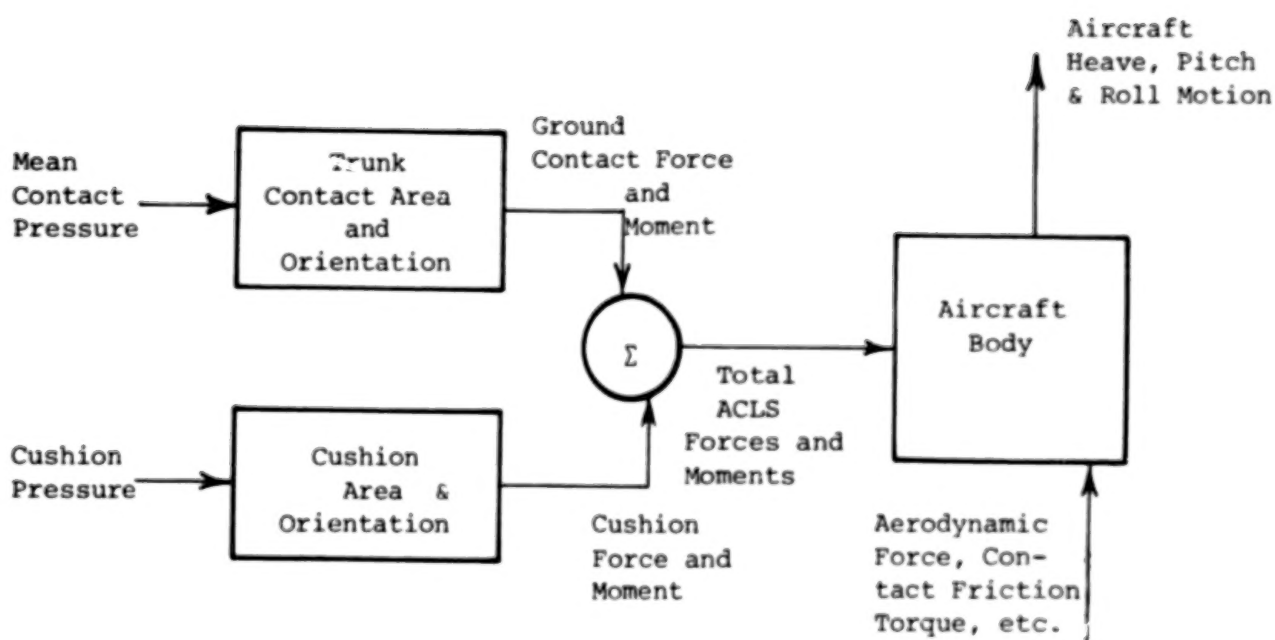 Mean
Contact
Pressure
Trunk
Contact Area
and
Orientation
Ground
Contact Force
and
Moment
Aircraft
Heave, Pitch
& Roll Motion
Σ
Total
ACLS
Forces and
Moments
Aircraft
Body
Cushion
Pressure
Cushion
Area &
Orientation
Cushion
Force and
Moment
Aerodynamic
Force, Con-
tact Friction
Torque, etc.